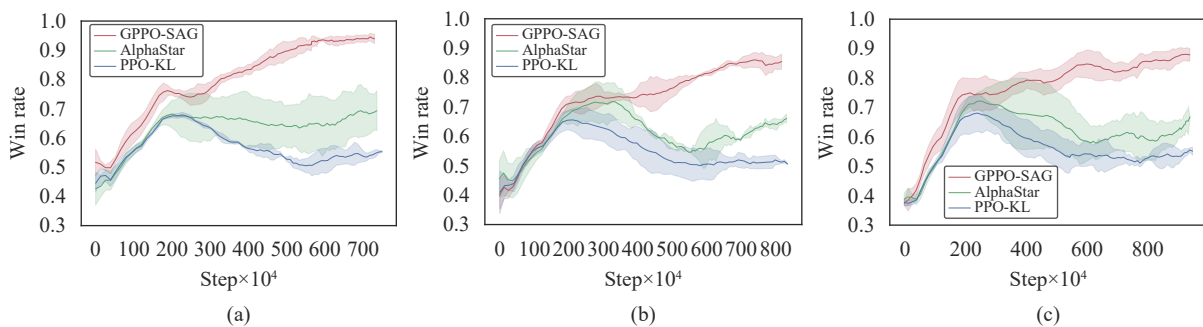 1.0
0.9
0.8
0.7
0.6
0.5
0.4
0.3
Win rate
GPPO-SAG
AlphaStar
PPO-KL
0 100 200 300 400 500 600 700
Step×10⁴
(a)
1.0
0.9
0.8
0.7
0.6
0.5
0.4
0.3
Win rate
GPPO-SAG
AlphaStar
PPO-KL
0 100 200 300 400 500 600 700 800
Step×10⁴
(b)
1.0
0.9
0.8
0.7
0.6
0.5
0.4
0.3
Win rate
GPPO-SAG
AlphaStar
PPO-KL
0 200 400 600 800
Step×10⁴
(c)